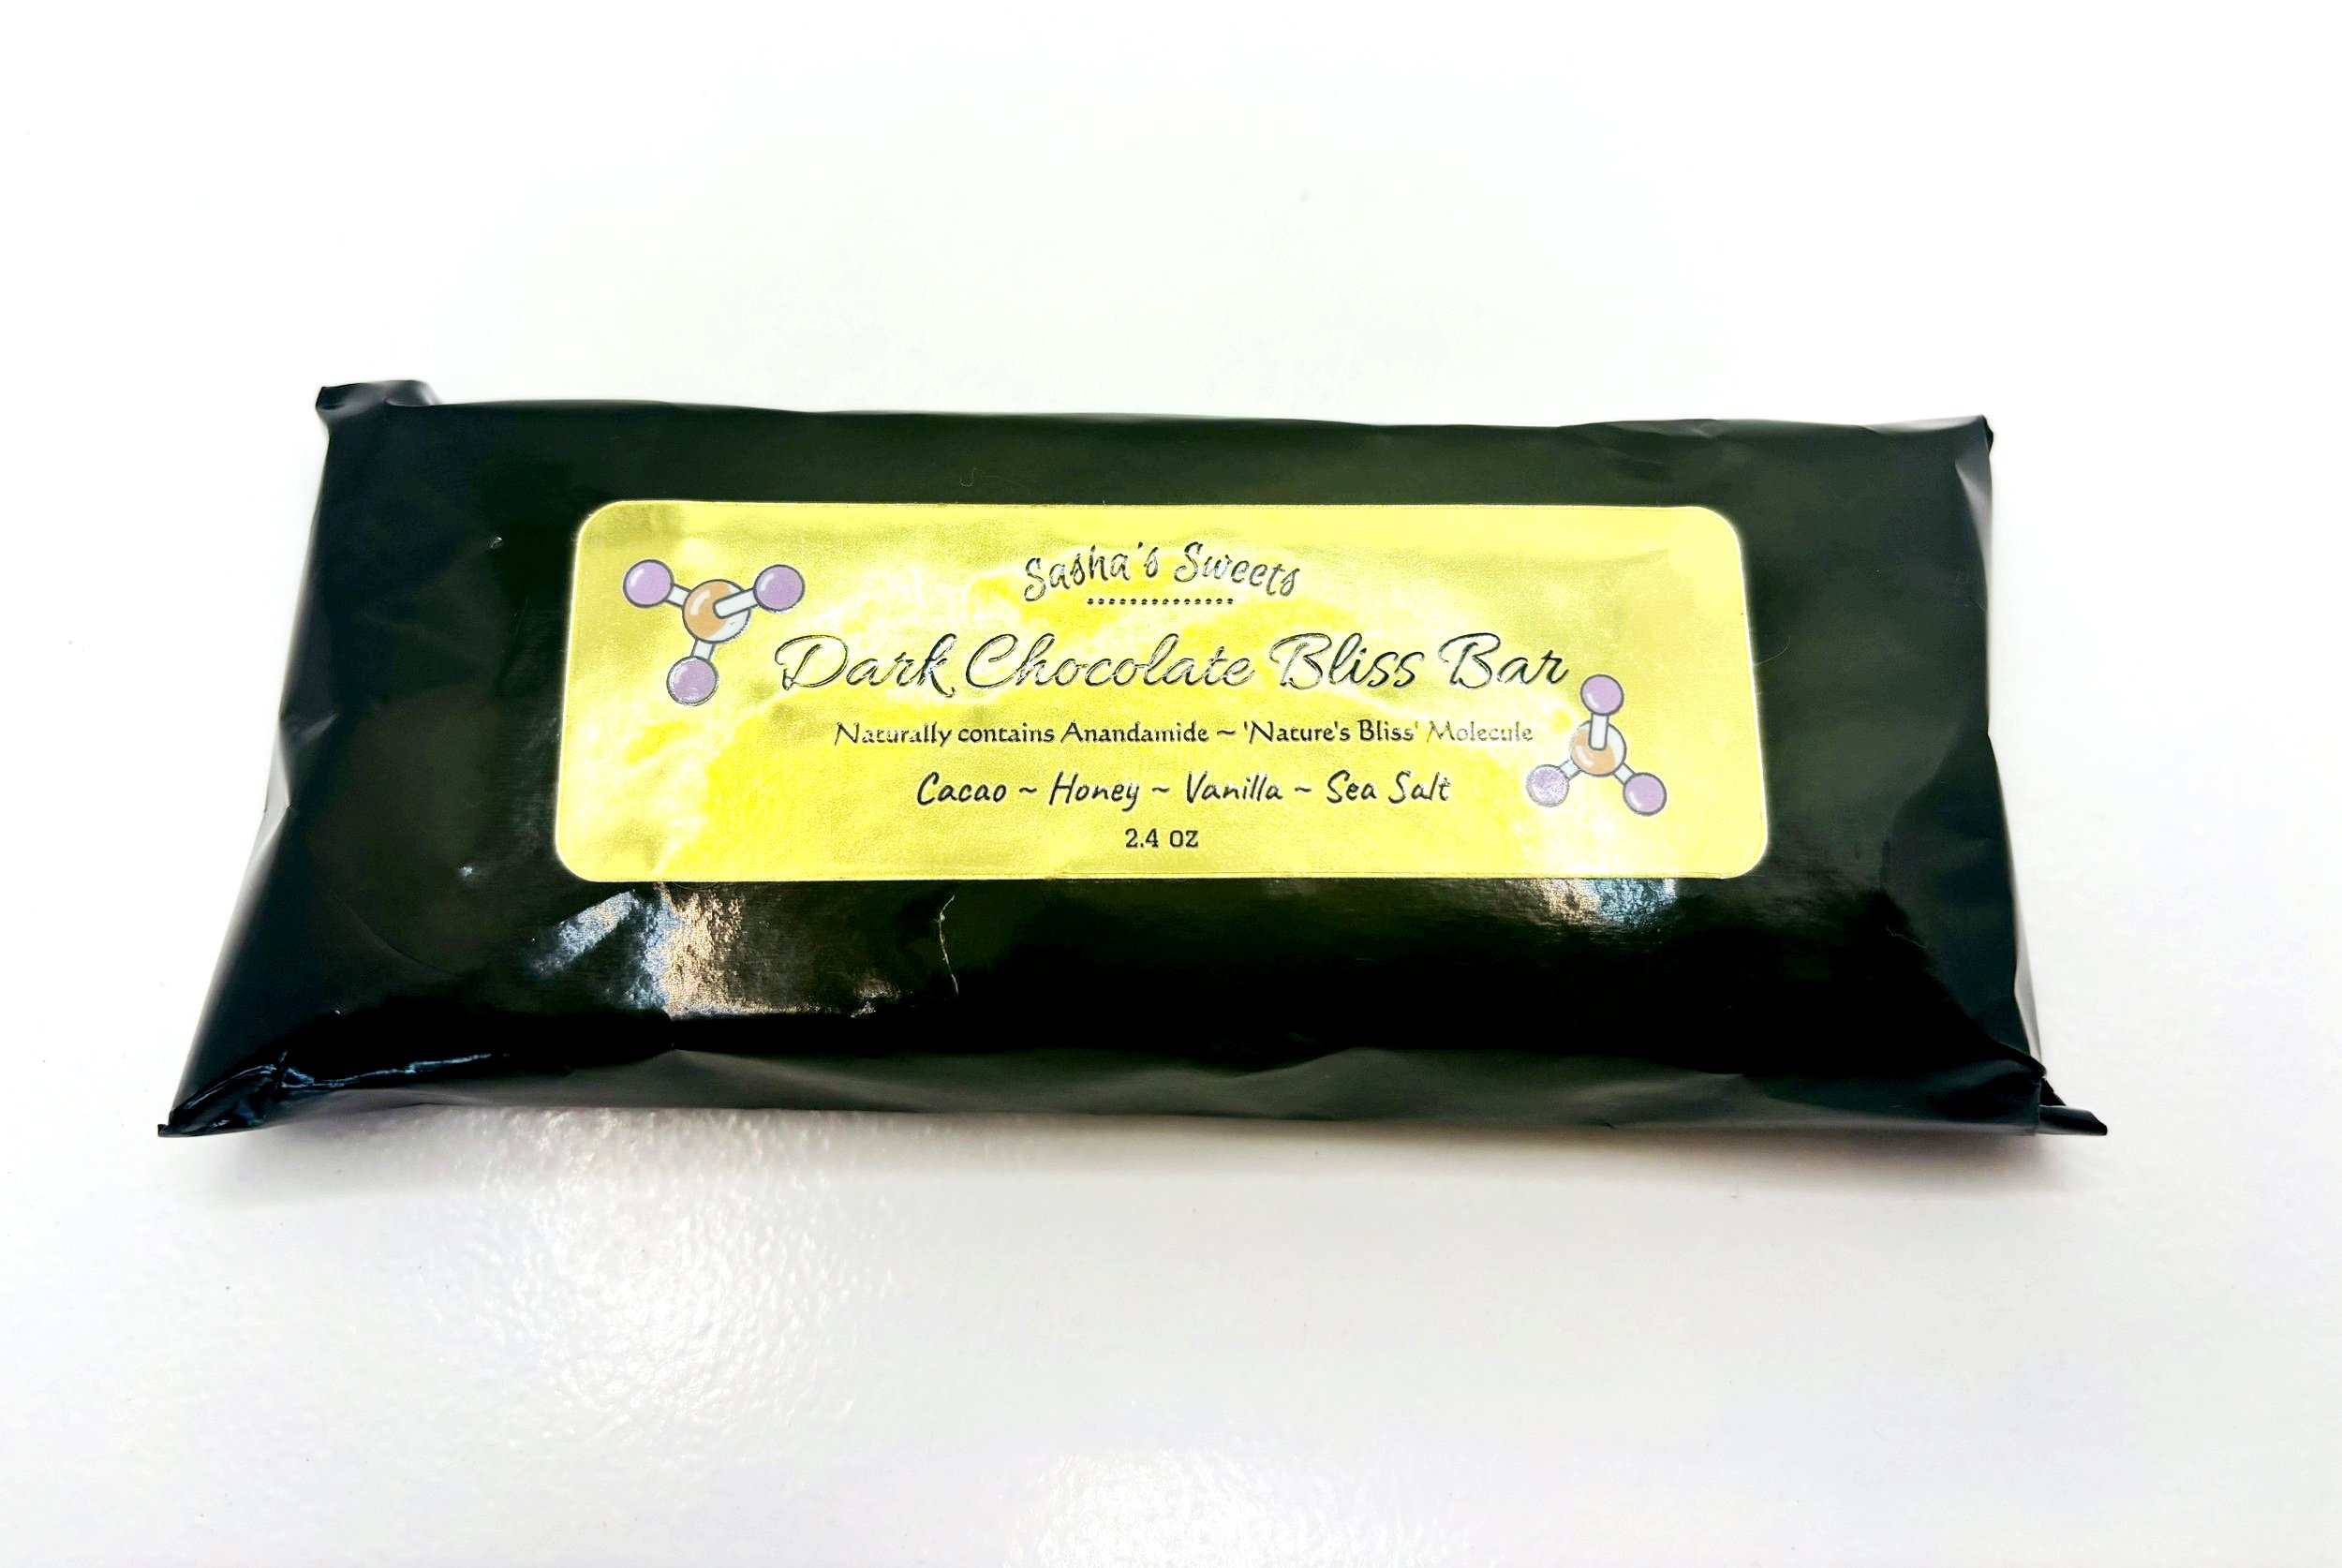 Sasha's Sweets
Dark Chocolate Bliss Bar
Naturally contains Anandamide ~ 'Nature's Bliss' Molecule
Cacao ~ Honey ~ Vanilla ~ Sea Salt
2.4 oz